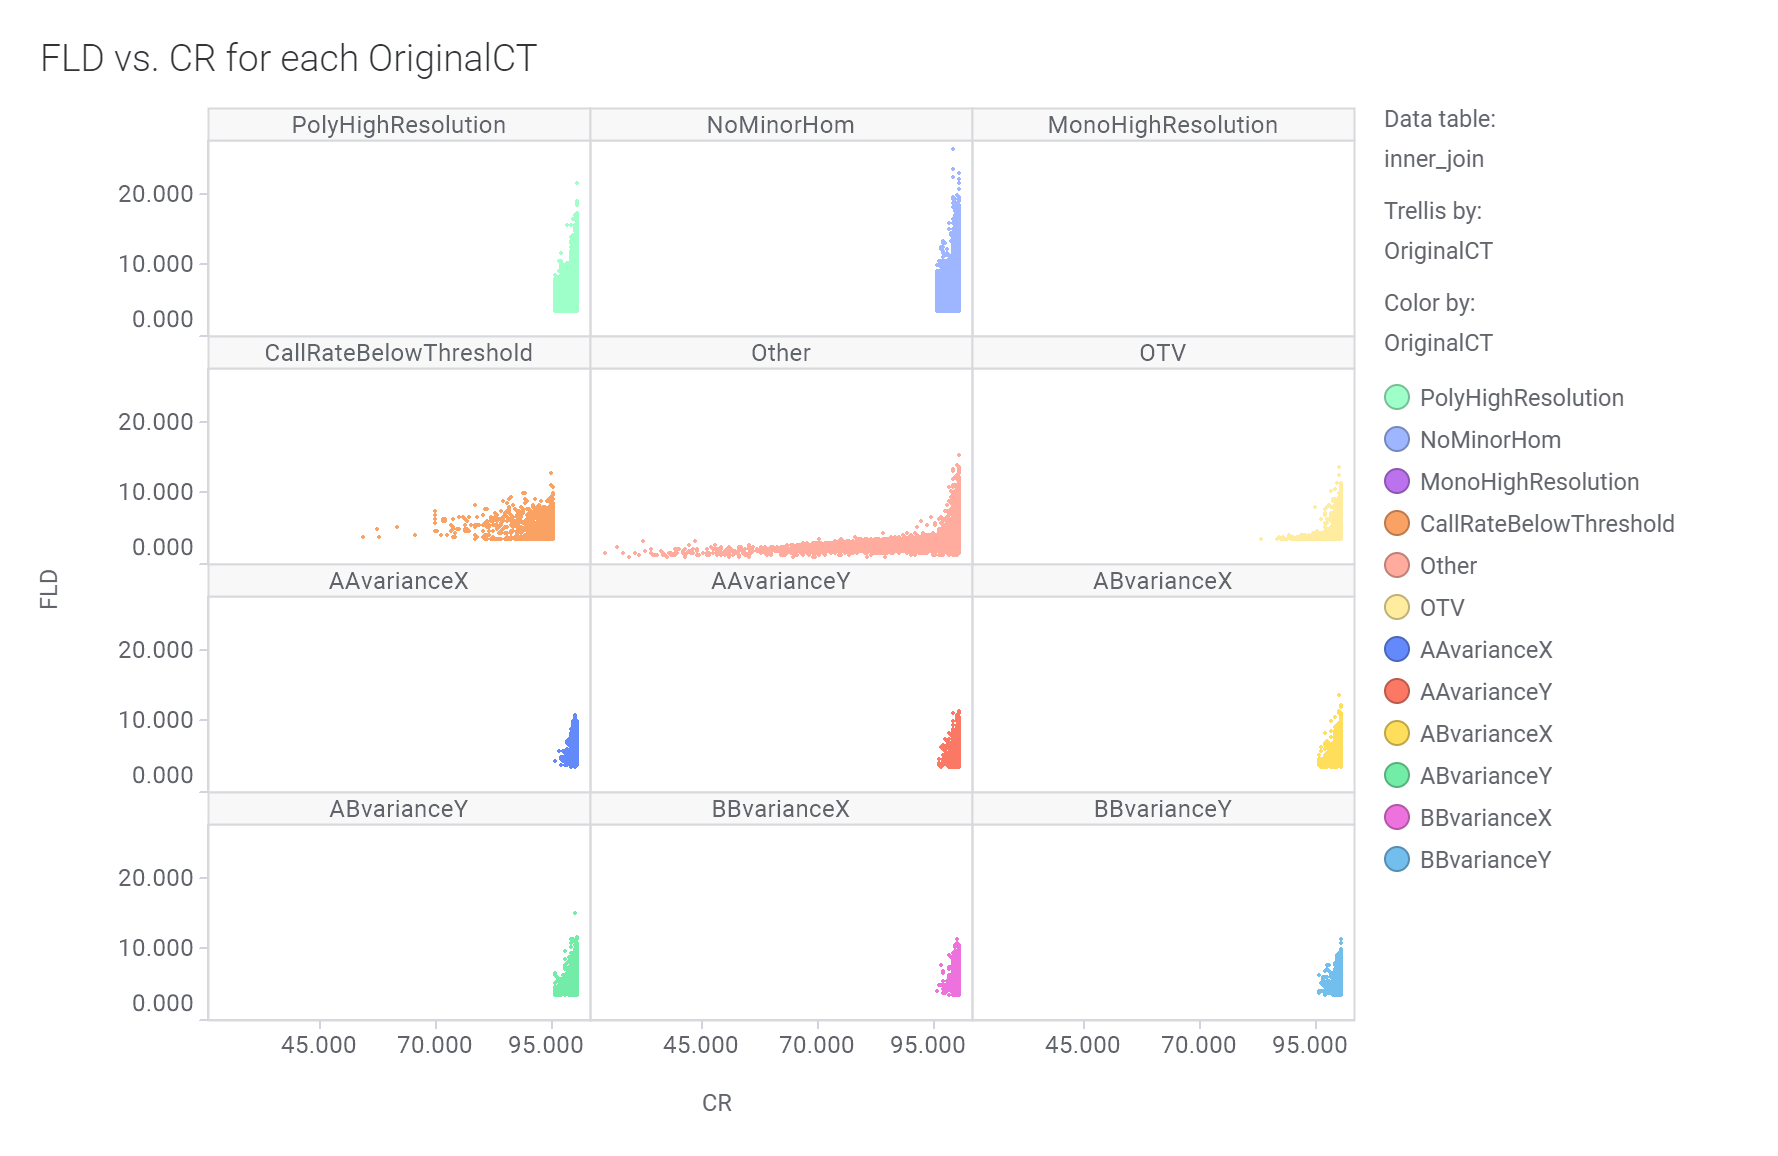 FLD vs. CR for each OriginalCT
PolyHighResolution
NoMinorHom
MonoHighResolution
20.000
10.000
0.000
CallRateBelowThreshold
Other
OTV
20.000
10.000
0.000
AAvarianceX
AAvarianceY
ABvarianceX
20.000
10.000
0.000
ABvarianceY
BBvarianceX
BBvarianceY
20.000
10.000
0.000
45.000 70.000 95.000
45.000 70.000 95.000
45.000 70.000 95.000
FLD
CR
Data table:
inner_join
Trellis by:
OriginalCT
Color by:
OriginalCT
PolyHighResolution
NoMinorHom
MonoHighResolution
CallRateBelowThreshold
Other
OTV
AAvarianceX
AAvarianceY
ABvarianceX
ABvarianceY
BBvarianceX
BBvarianceY